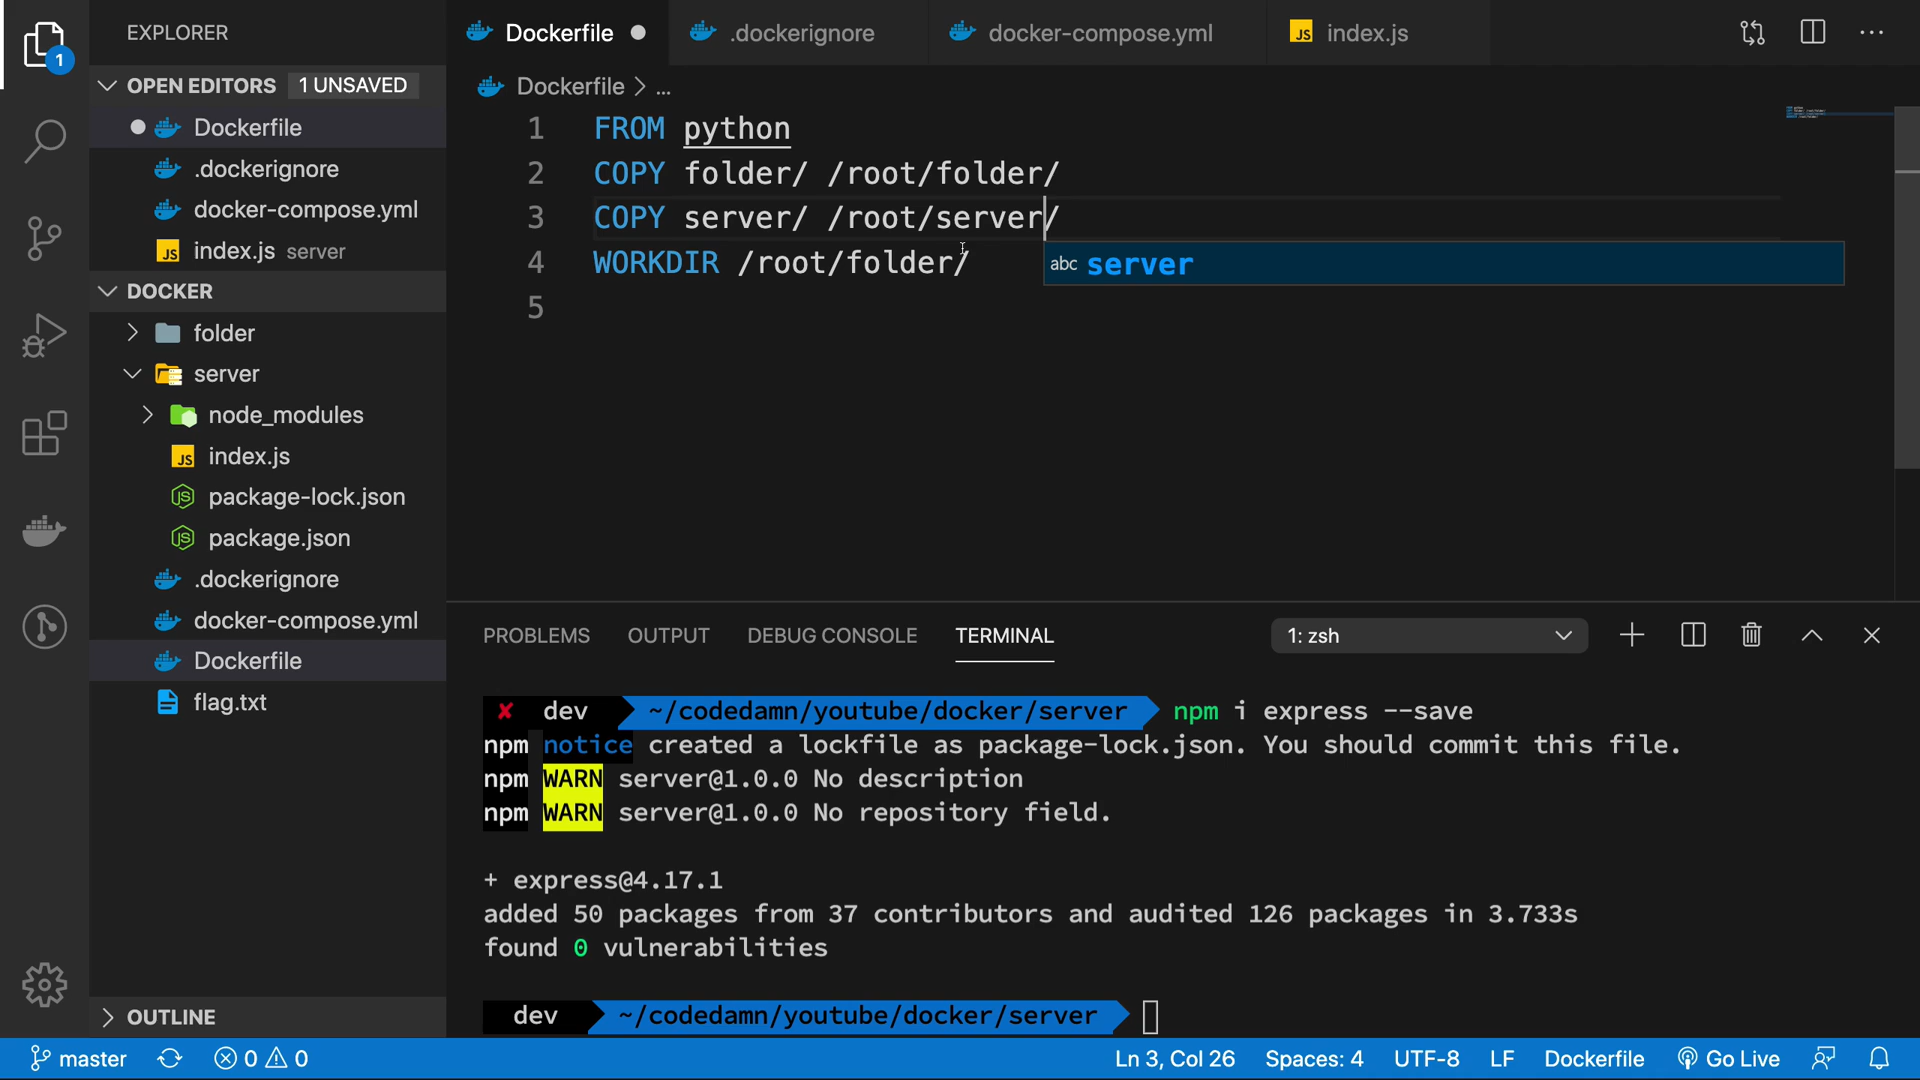 EXPLORER
Dockerfile
.dockerignore
docker-compose.yml
JS index.js
1
OPEN EDITORS 1 UNSAVED
Dockerfile > ...
Dockerfile
.dockerignore
docker-compose.yml
JS index.js server
DOCKER
folder
server
node_modules
JS index.js
JS package-lock.json
JS package.json
.dockerignore
docker-compose.yml
Dockerfile
flag.txt
OUTLINE
1 FROM python
2 COPY folder/ /root/folder/
3 COPY server/ /root/server/
4 WORKDIR /root/folder/
5
abc server
PROBLEMS OUTPUT DEBUG CONSOLE TERMINAL 1: zsh
✘ dev ~/codedamn/youtube/docker/server npm i express --save
npm notice created a lockfile as package-lock.json. You should commit this file.
npm WARN server@1.0.0 No description
npm WARN server@1.0.0 No repository field.
+ express@4.17.1
added 50 packages from 37 contributors and audited 126 packages in 3.733s
found 0 vulnerabilities
dev ~/codedamn/youtube/docker/server
master 0 0 Ln 3, Col 26 Spaces: 4 UTF-8 LF Dockerfile Go Live